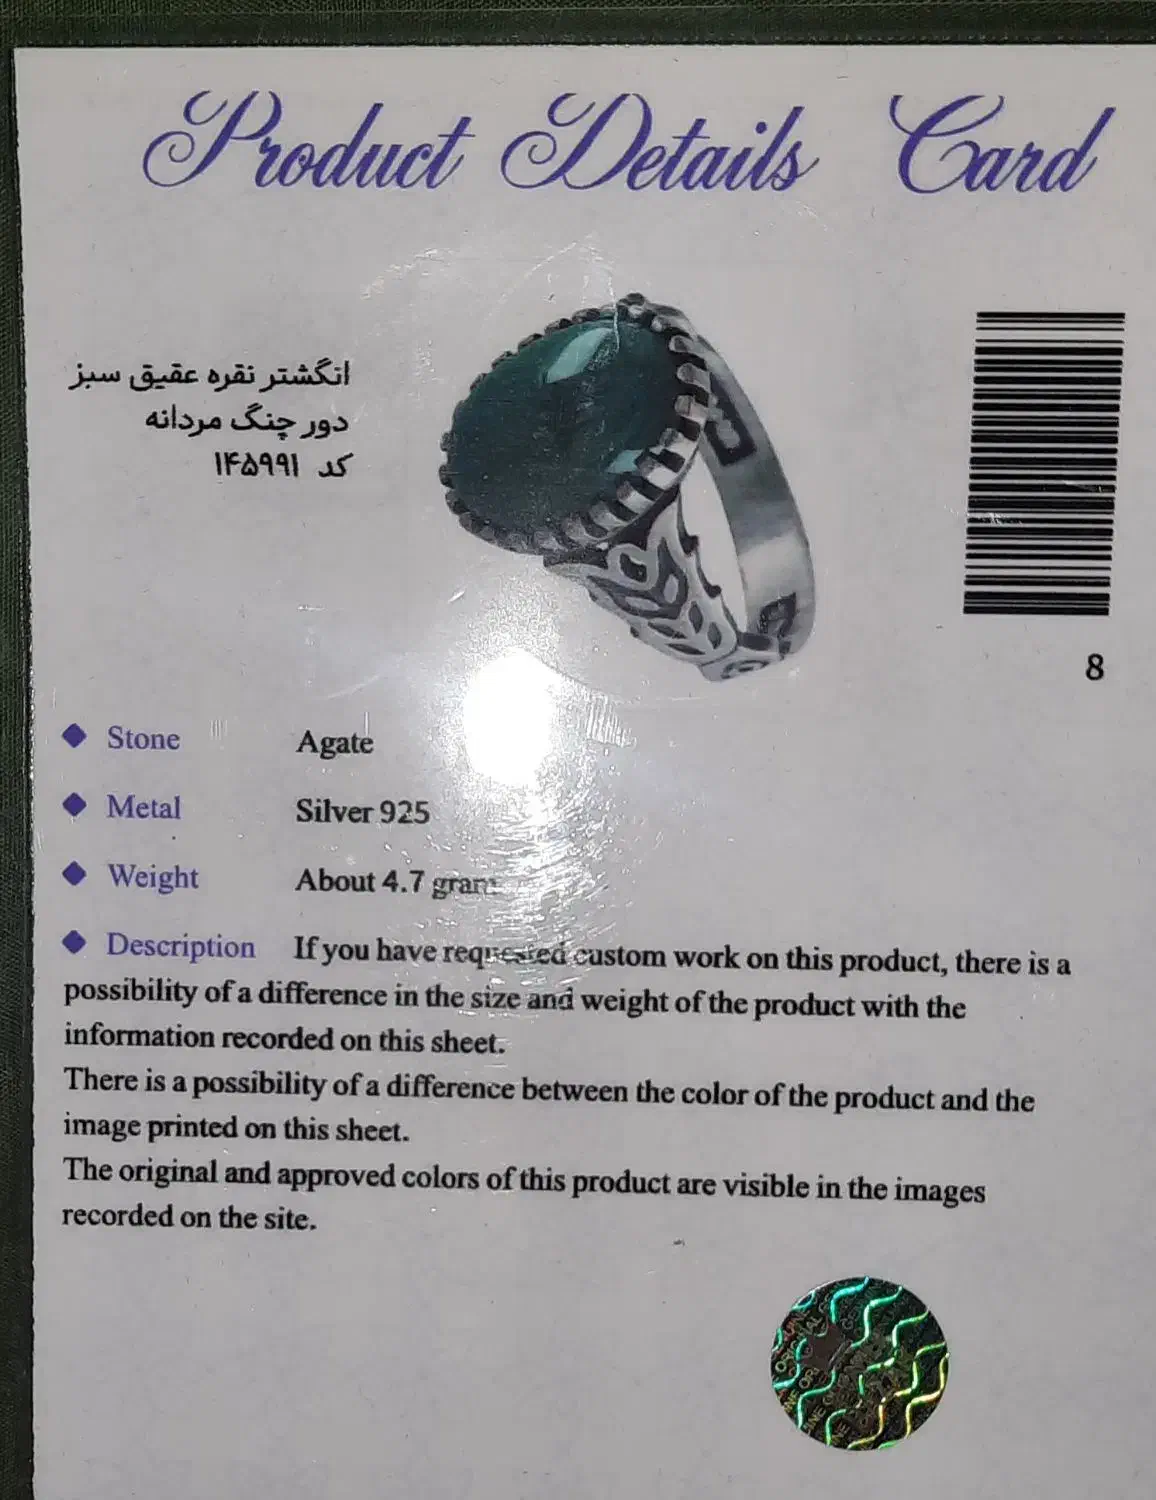 Product Details Card
انگشتر نقره عقیق سبز
دور چنگ مردانه
کد ۱۴۵۹۹۱
8
Stone Agate
Metal Silver 925
Weight About 4.7 gram
Description If you have requested custom work on this product, there is a
possibility of a difference in the size and weight of the product with the
information recorded on this sheet.
There is a possibility of a difference between the color of the product and the
image printed on this sheet.
The original and approved colors of this product are visible in the images
recorded on the site.
ORIGINAL